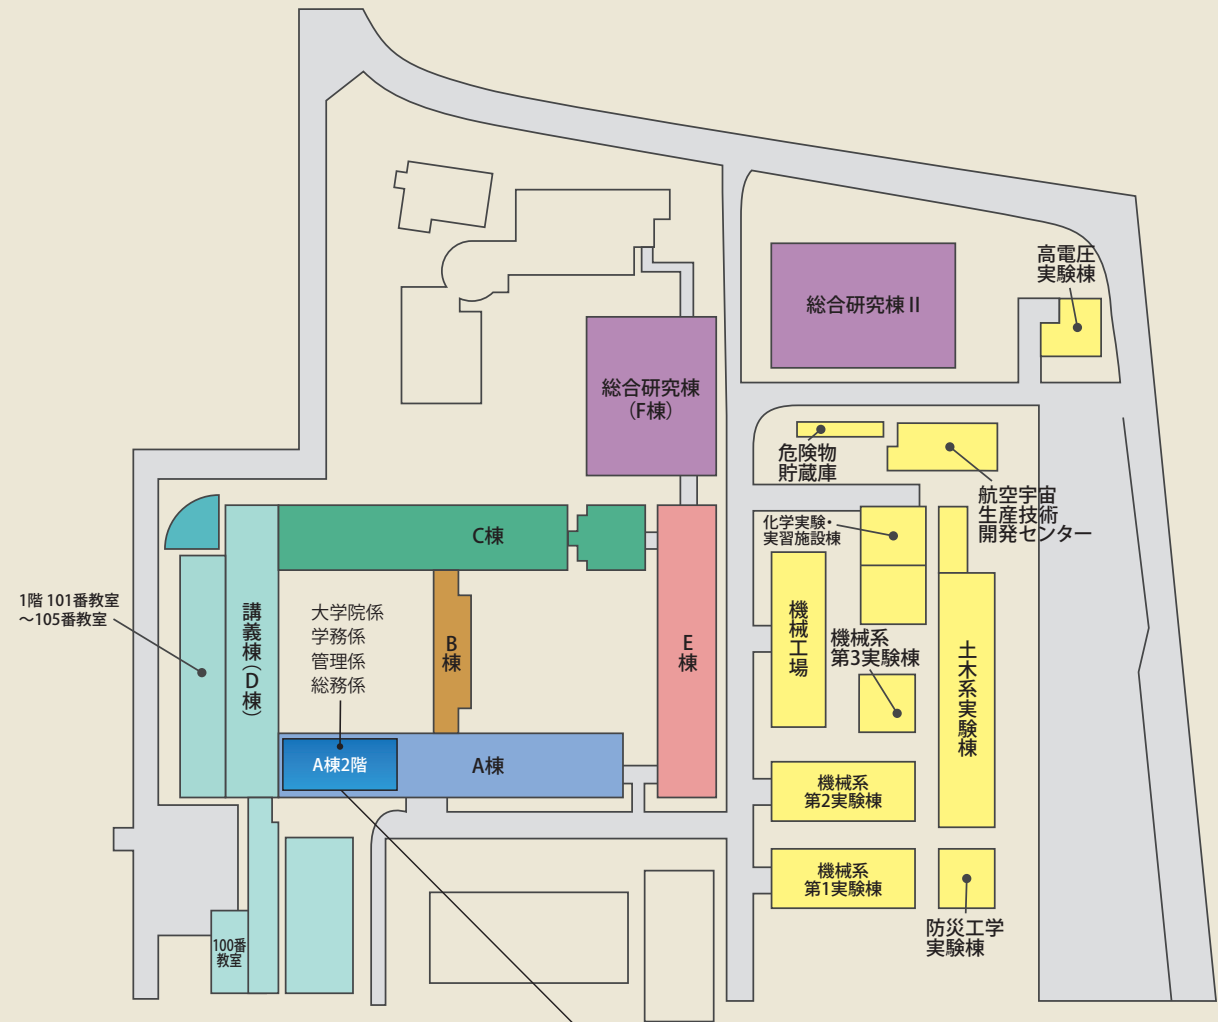 高電圧
実験棟
総合研究棟Ⅱ
総合研究棟
（F棟）
危険物
貯蔵庫
航空宇宙
生産技術
開発センター
化学実験・
実習施設棟
C棟
1階 101番教室
～105番教室
講義棟（D棟）
大学院係
学務係
管理係
総務係
B棟
E棟
機械工場
機械系
第3実験棟
土木系実験棟
A棟2階
A棟
機械系
第2実験棟
機械系
第1実験棟
防災工学
実験棟
100番
教室